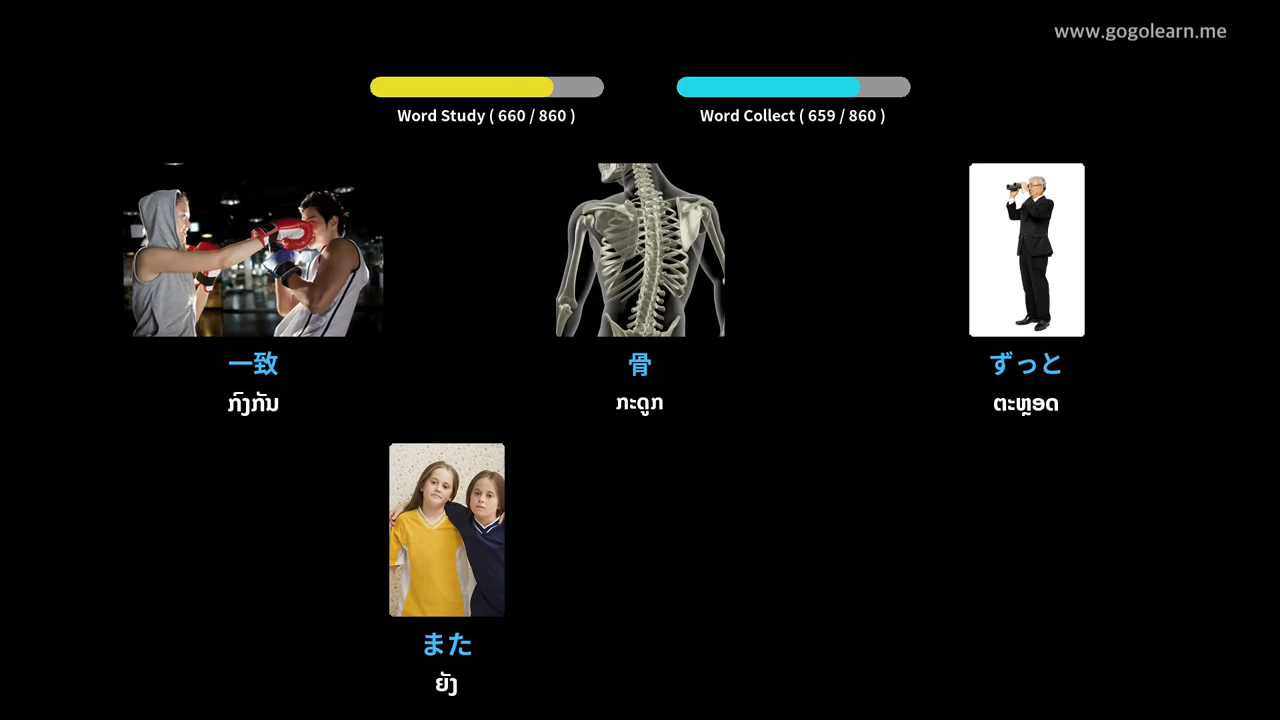 www.gogolearn.me
Word Study ( 660 / 860 )
Word Collect ( 659 / 860 )
一致
ກົງກັນ
骨
ກະດູກ
ずっと
ຕະຫຼອດ
また
ຍັງ